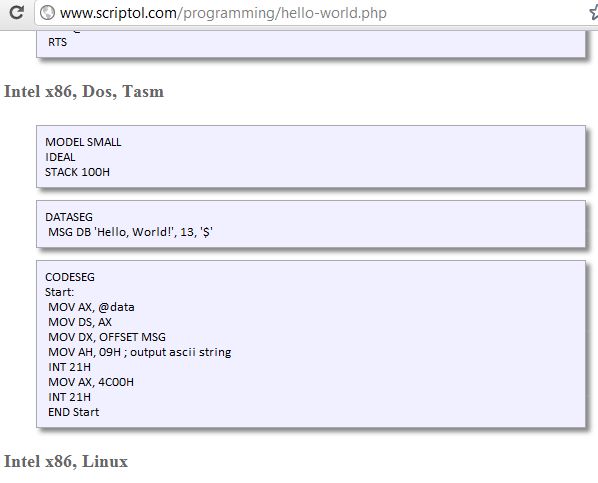 www.scriptol.com/programming/hello-world.php
RTS
Intel x86, Dos, Tasm
MODEL SMALL
IDEAL
STACK 100H
DATASEG
MSG DB 'Hello, World!', 13, '$'
CODESEG
Start:
MOV AX, @data
MOV DS, AX
MOV DX, OFFSET MSG
MOV AH, 09H ; output ascii string
INT 21H
MOV AX, 4C00H
INT 21H
END Start
Intel x86, Linux